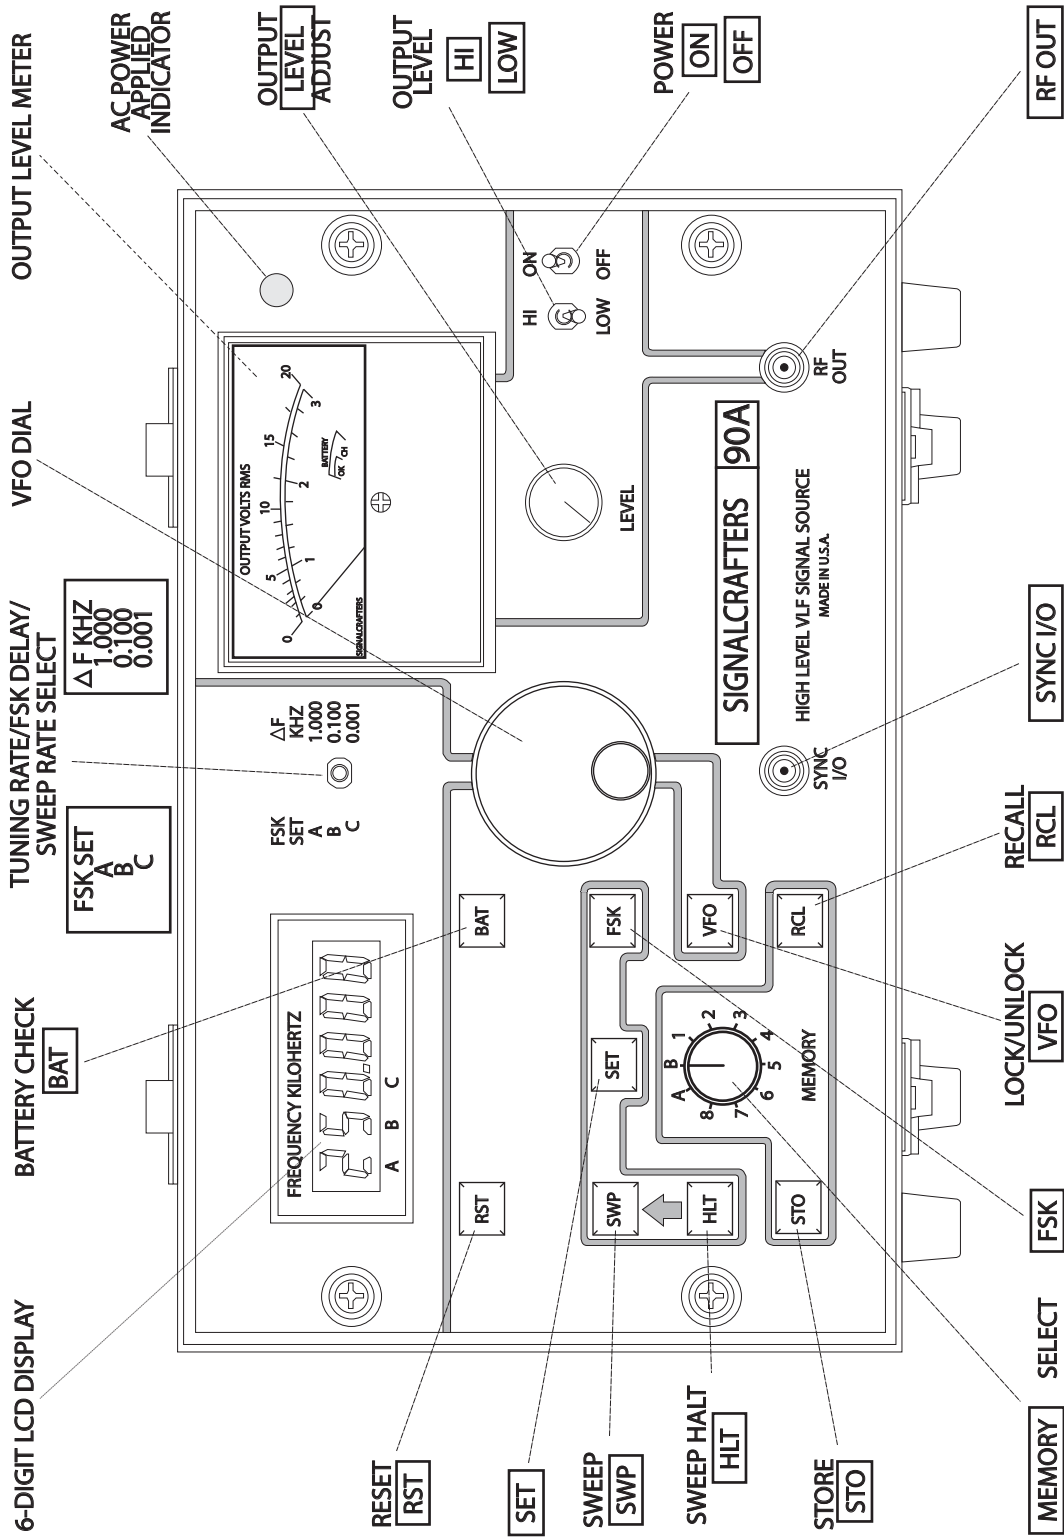 6-DIGIT LCD DISPLAY
BATTERY CHECK
BAT
TUNING RATE/FSK DELAY/
SWEEP RATE SELECT
FSK SET
A
B
C
△ F KHZ
1.000
0.100
0.001
VFO DIAL
OUTPUT LEVEL METER
AC POWER
APPLIED
INDICATOR
OUTPUT
LEVEL
ADJUST
OUTPUT
LEVEL
HI
LOW
POWER
ON
OFF
RF OUT
FREQUENCY KILOHERTZ
250.000
A B C
FSK
SET
A
B
C
△F
KHZ
1.000
0.100
0.001
OUTPUT VOLTS RMS
0 5 10 15 20
0 1 2 3
BATTERY
OK CH
SIGNALCRAFTERS
HI ON
LOW OFF
RST
BAT
LEVEL
SWP
SET
FSK
HLT
VFO
STO
RCL
A B 1 2 3 4 5 6 7 8
MEMORY
SIGNALCRAFTERS 90A
HIGH LEVEL VLF SIGNAL SOURCE
MADE IN U.S.A.
SYNC
I/O
RF
OUT
RESET
RST
SET
SWEEP
SWP
SWEEP HALT
HLT
STORE
STO
MEMORY SELECT
FSK
LOCK/UNLOCK
VFO
RECALL
RCL
SYNC I/O